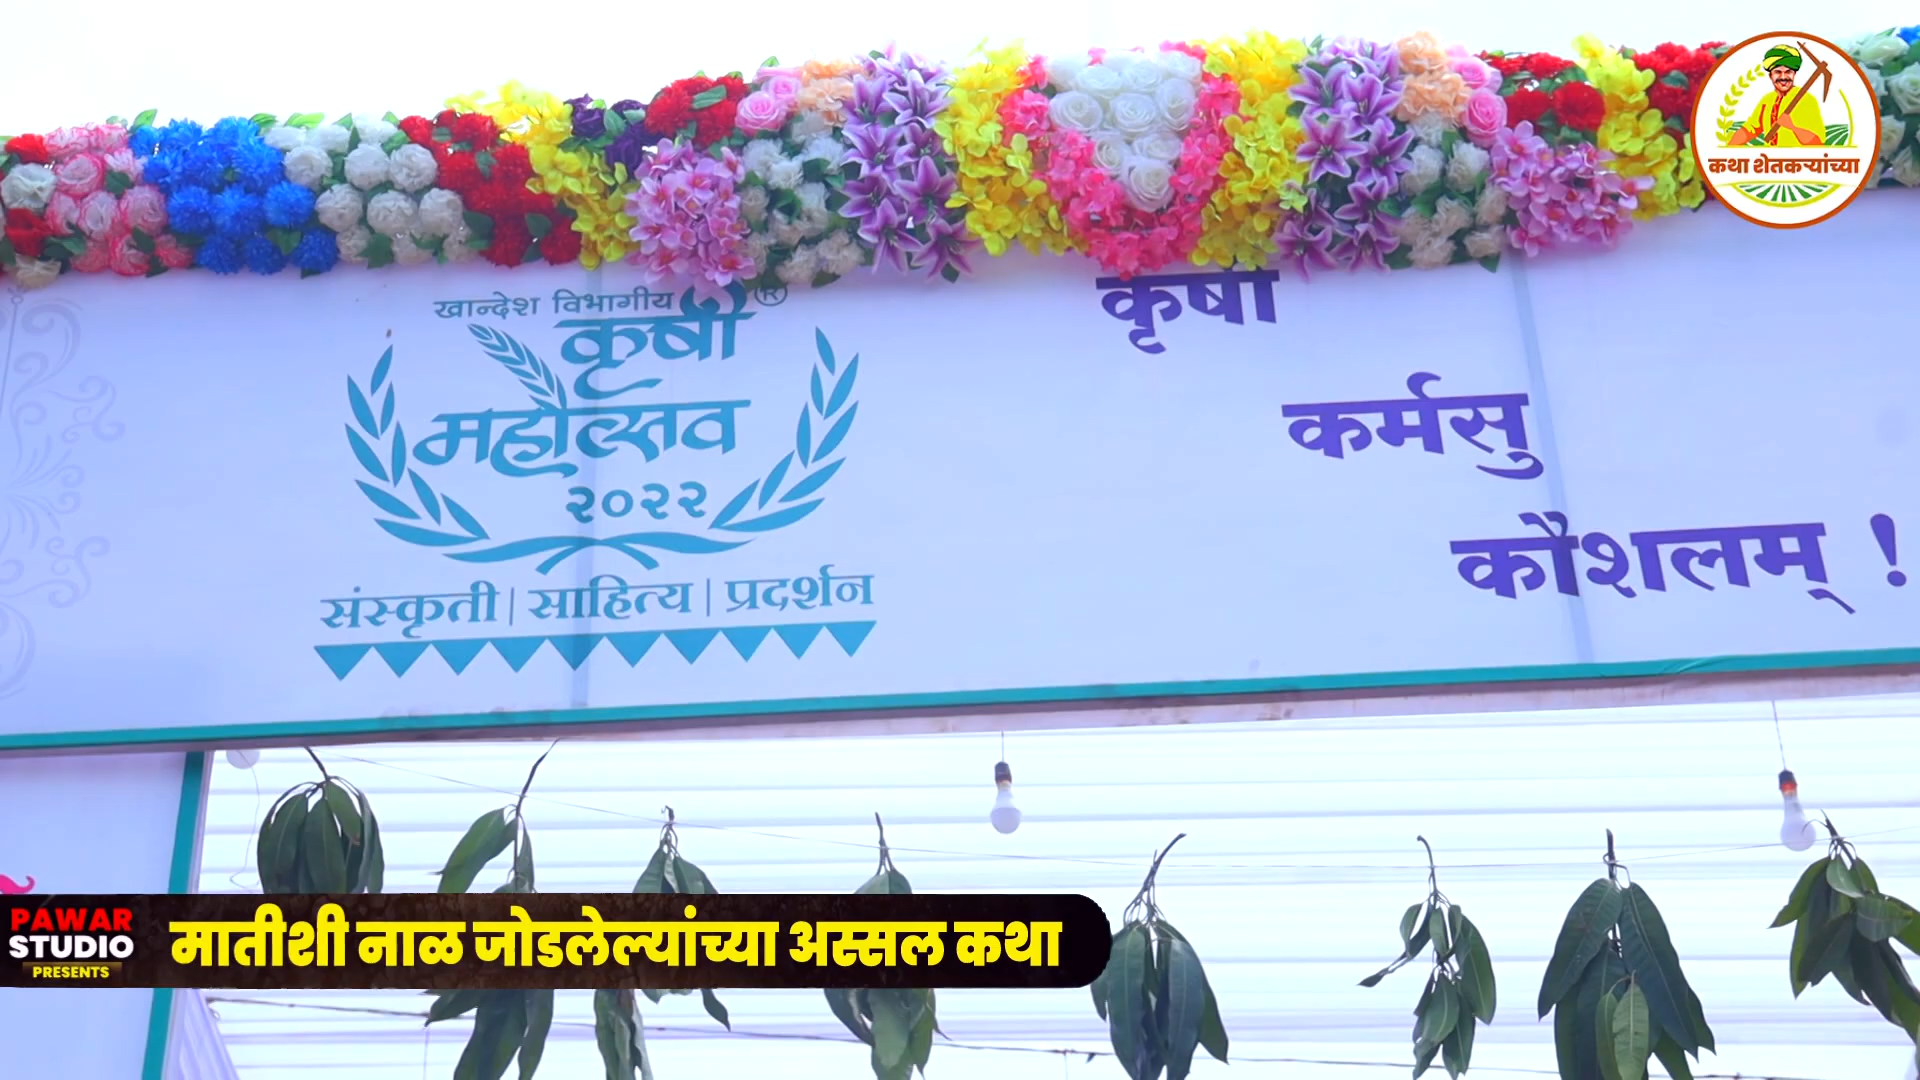 कथा शेतकऱ्यांच्या
खान्देश विभागीय
कृषी ®
महोत्सव
२०२२
संस्कृती | साहित्य | प्रदर्शन
कृषी
कर्मसु
कौशलम् !
PAWAR
STUDIO
PRESENTS
मातीशी नाळ जोडलेल्यांच्या अस्सल कथा